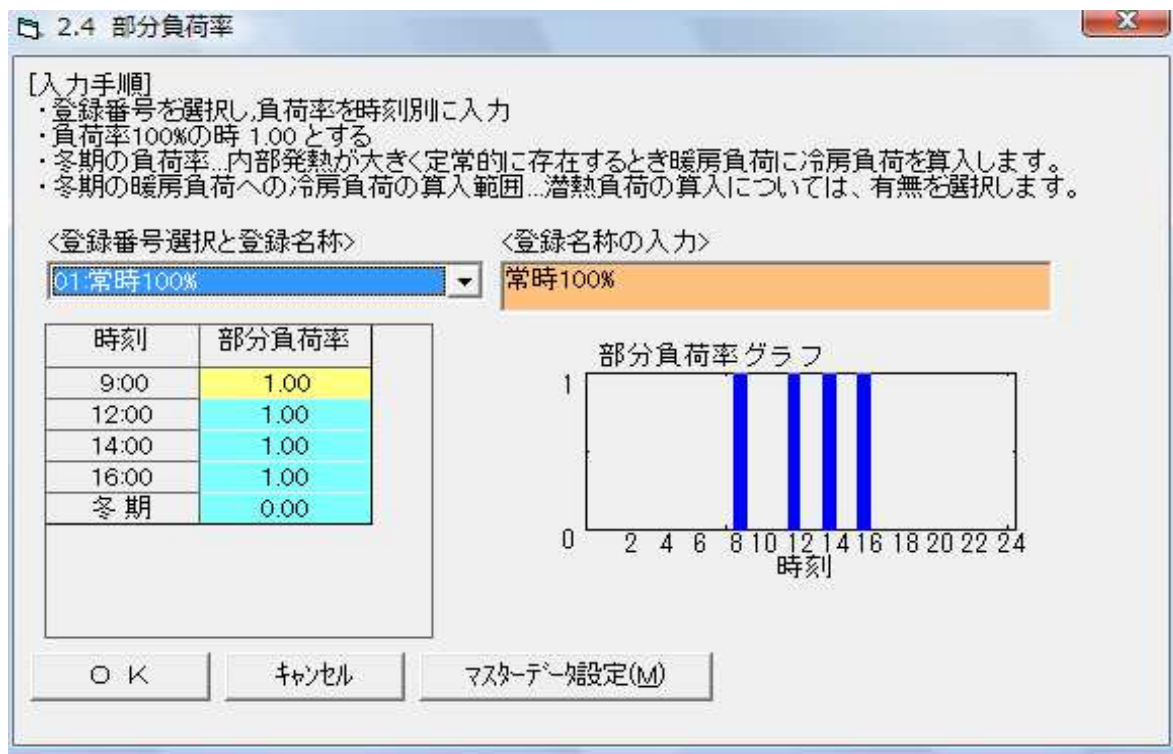 2.4 部分負荷率
[入力手順]
・登録番号を選択し,負荷率を時刻別に入力
・負荷率100%の時 1.00 とする
・冬期の負荷率...内部発熱が大きく定常的に存在するとき暖房負荷に冷房負荷を算入します。
・冬期の暖房負荷への冷房負荷の算入範囲...潜熱負荷の算入については、有無を選択します。
<登録番号選択と登録名称> <登録名称の入力>
01:常時100% 常時100%
時刻 部分負荷率
9:00 1.00
12:00 1.00
14:00 1.00
16:00 1.00
冬 期 0.00
部分負荷率グラフ
1
0 2 4 6 8 10 12 14 16 18 20 22 24
時刻
O K キャンセル マスターデータ設定(M)